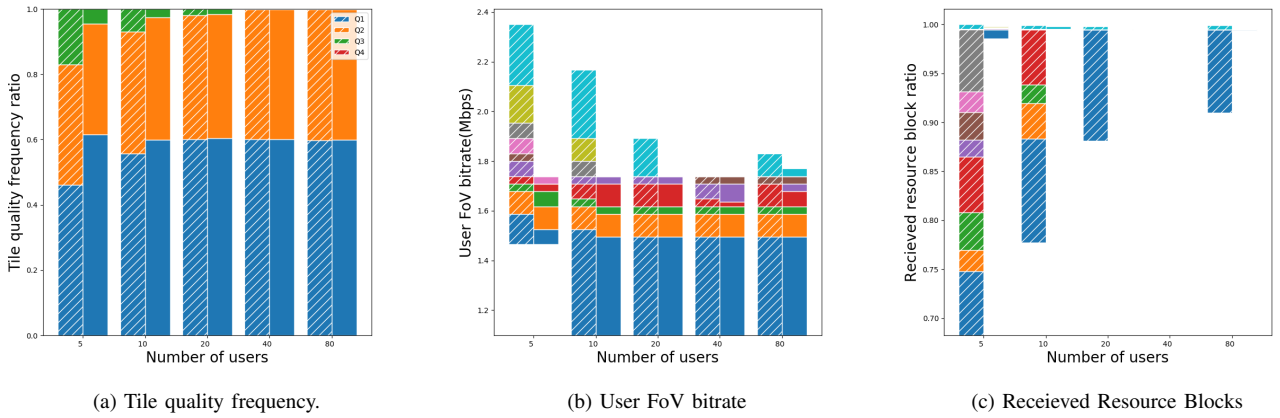 1.0
0.8
0.6
0.4
0.2
0.0
Tile quality frequency ratio
Q1
Q2
Q3
Q4
5 10 20 40 80
Number of users
(a) Tile quality frequency.
2.4
2.2
2.0
1.8
1.6
1.4
1.2
User FoV bitrate(Mbps)
5 10 20 40 80
Number of users
(b) User FoV bitrate
1.00
0.95
0.90
0.85
0.80
0.75
0.70
Recieved resource block ratio
5 10 20 40 80
Number of users
(c) Receieved Resource Blocks